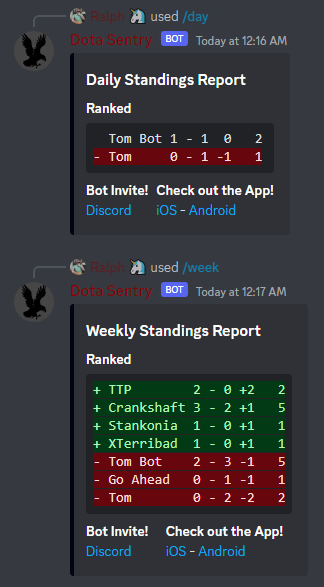 Ralph used /day
Dota Sentry BOT Today at 12:16 AM
Daily Standings Report
Ranked
Tom Bot 1 - 1 0 2
- Tom 0 - 1 -1 1
Bot Invite! Check out the App!
Discord iOS - Android
Ralph used /week
Dota Sentry BOT Today at 12:17 AM
Weekly Standings Report
Ranked
+ TTP 2 - 0 +2 2
+ Crankshaft 3 - 2 +1 5
+ Stankonia 1 - 0 +1 1
+ XTerribad 1 - 0 +1 1
- Tom Bot 2 - 3 -1 5
- Go Ahead 0 - 1 -1 1
- Tom 0 - 2 -2 2
Bot Invite! Check out the App!
Discord iOS - Android